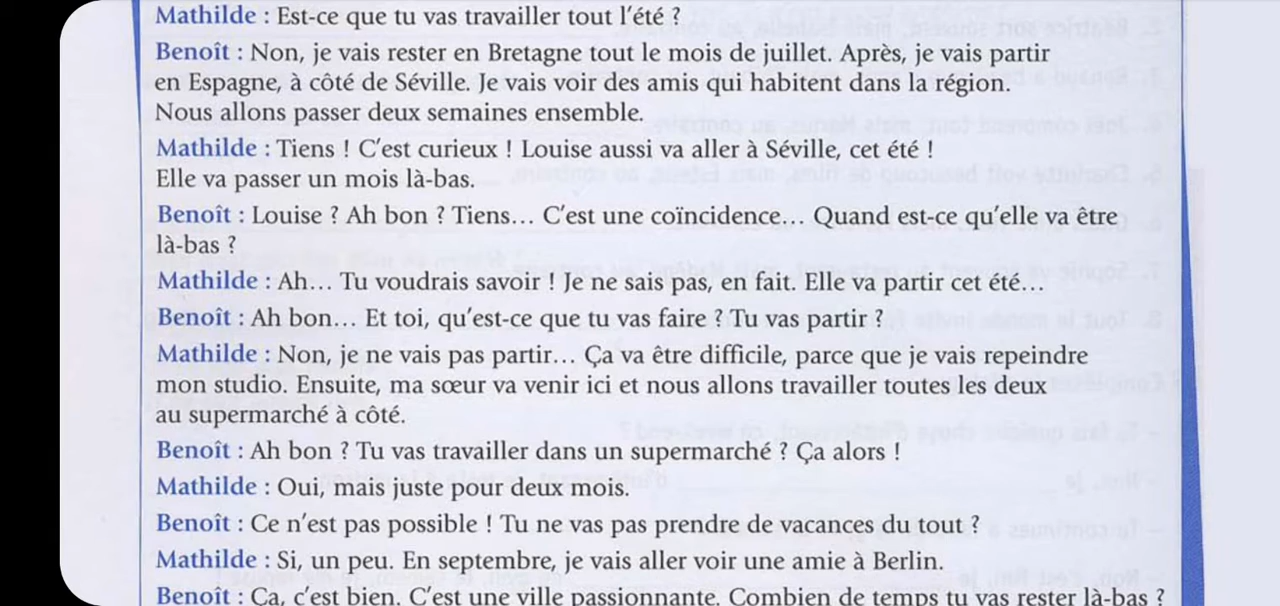 Mathilde : Est-ce que tu vas travailler tout l'été ?
Benoît : Non, je vais rester en Bretagne tout le mois de juillet. Après, je vais partir
en Espagne, à côté de Séville. Je vais voir des amis qui habitent dans la région.
Nous allons passer deux semaines ensemble.
Mathilde : Tiens ! C'est curieux ! Louise aussi va aller à Séville, cet été !
Elle va passer un mois là-bas.
Benoît : Louise ? Ah bon ? Tiens... C'est une coïncidence... Quand est-ce qu'elle va être
là-bas ?
Mathilde : Ah... Tu voudrais savoir ! Je ne sais pas, en fait. Elle va partir cet été...
Benoît : Ah bon... Et toi, qu'est-ce que tu vas faire ? Tu vas partir ?
Mathilde : Non, je ne vais pas partir... Ça va être difficile, parce que je vais repeindre
mon studio. Ensuite, ma sœur va venir ici et nous allons travailler toutes les deux
au supermarché à côté.
Benoît : Ah bon ? Tu vas travailler dans un supermarché ? Ça alors !
Mathilde : Oui, mais juste pour deux mois.
Benoît : Ce n'est pas possible ! Tu ne vas pas prendre de vacances du tout ?
Mathilde : Si, un peu. En septembre, je vais aller voir une amie à Berlin.
Benoît : Ça, c'est bien. C'est une ville passionnante. Combien de temps tu vas rester là-bas ?